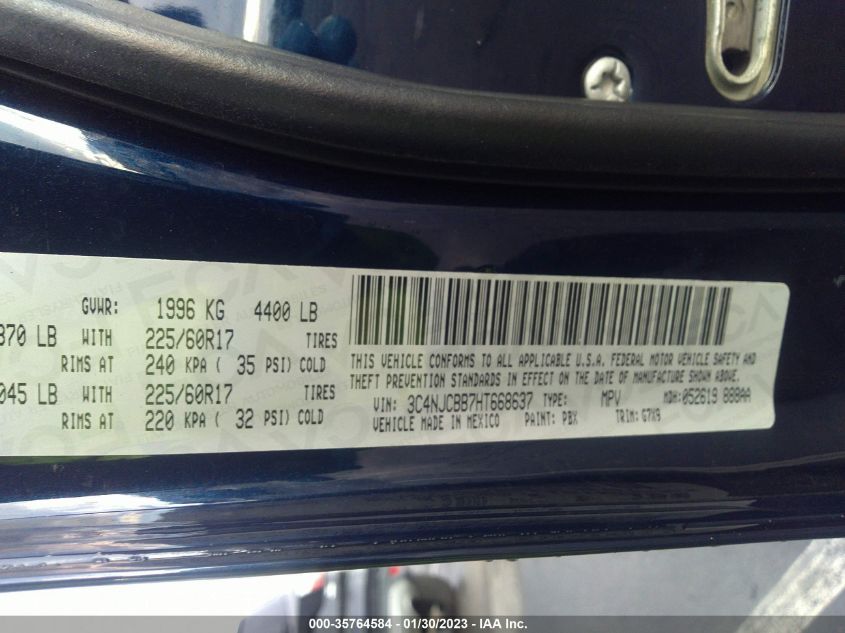 GVWR: 1996 KG 4400 LB
870 LB WITH 225/60R17 TIRES
RIMS AT 240 KPA ( 35 PSI) COLD
045 LB WITH 225/60R17 TIRES
RIMS AT 220 KPA ( 32 PSI) COLD
THIS VEHICLE CONFORMS TO ALL APPLICABLE U.S.A. FEDERAL MOTOR VEHICLE SAFETY AND
THEFT PREVENTION STANDARDS IN EFFECT ON THE DATE OF MANUFACTURE SHOWN ABOVE.
VIN: 3C4NJCBB7HT668637 TYPE: MPV MDH: 052619 888AA
VEHICLE MADE IN MEXICO PAINT: PBX TRIM: G7X9
000-35764584 - 01/30/2023 - IAA Inc.